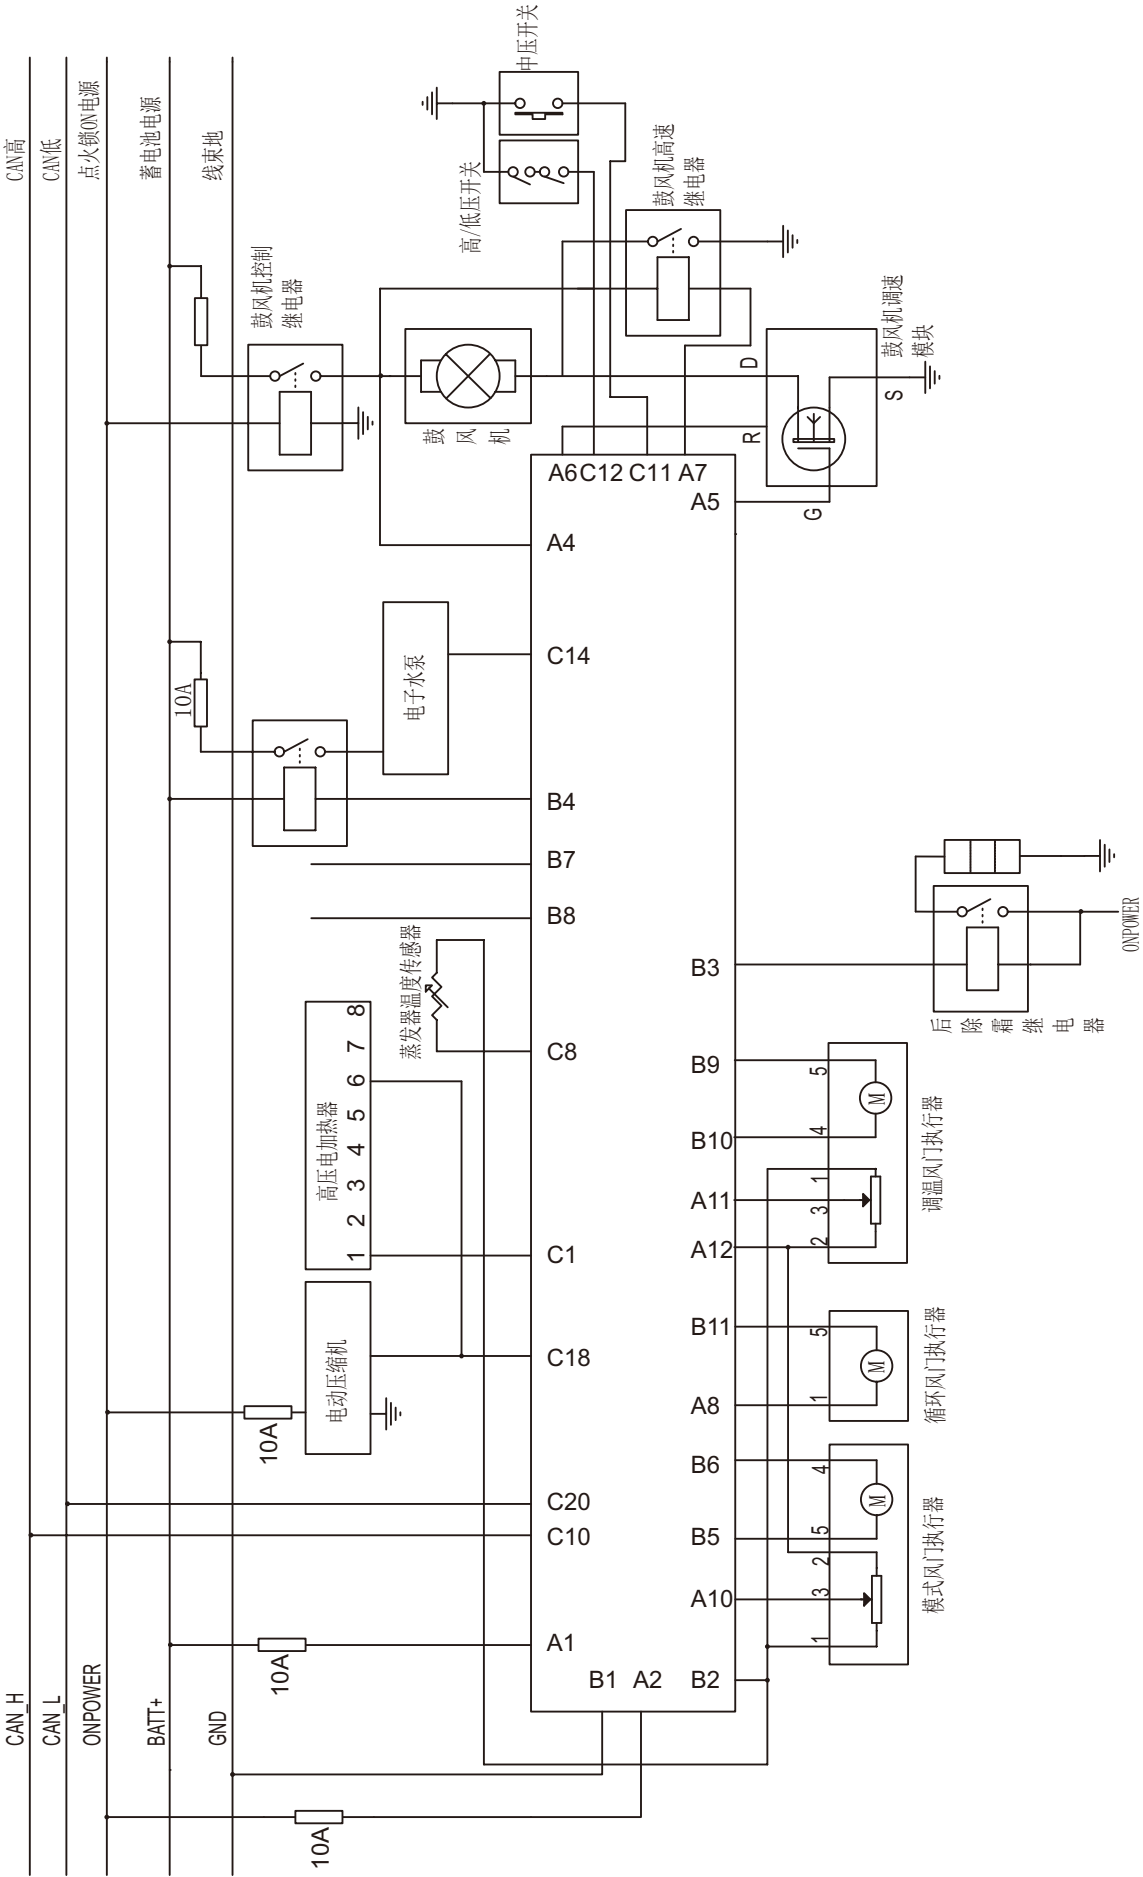 CAN高
CAN低
点火锁ON电源
蓄电池电源
线束地
CAN_H
CAN_L
ONPOWER
BATT+
GND
中压开关
高/低压开关
鼓风机高速
继电器
鼓风机控制
继电器
鼓风机
鼓风机调速
模块
D
R
S
G
A6
C12
C11
A7
A5
A4
C14
B4
B7
B8
C8
C1
C18
C20
C10
A1
B1
A2
B2
A10
B5
B6
A8
B11
A12
A11
B10
B9
B3
电子水泵
10A
蒸发器温度传感器
高压电加热器
1 2 3 4 5 6 7 8
电动压缩机
10A
10A
10A
后除霜继电器
ONPOWER
调温风门执行器
5
4
1
3
2
M
循环风门执行器
5
1
M
模式风门执行器
4
5
2
3
1
M